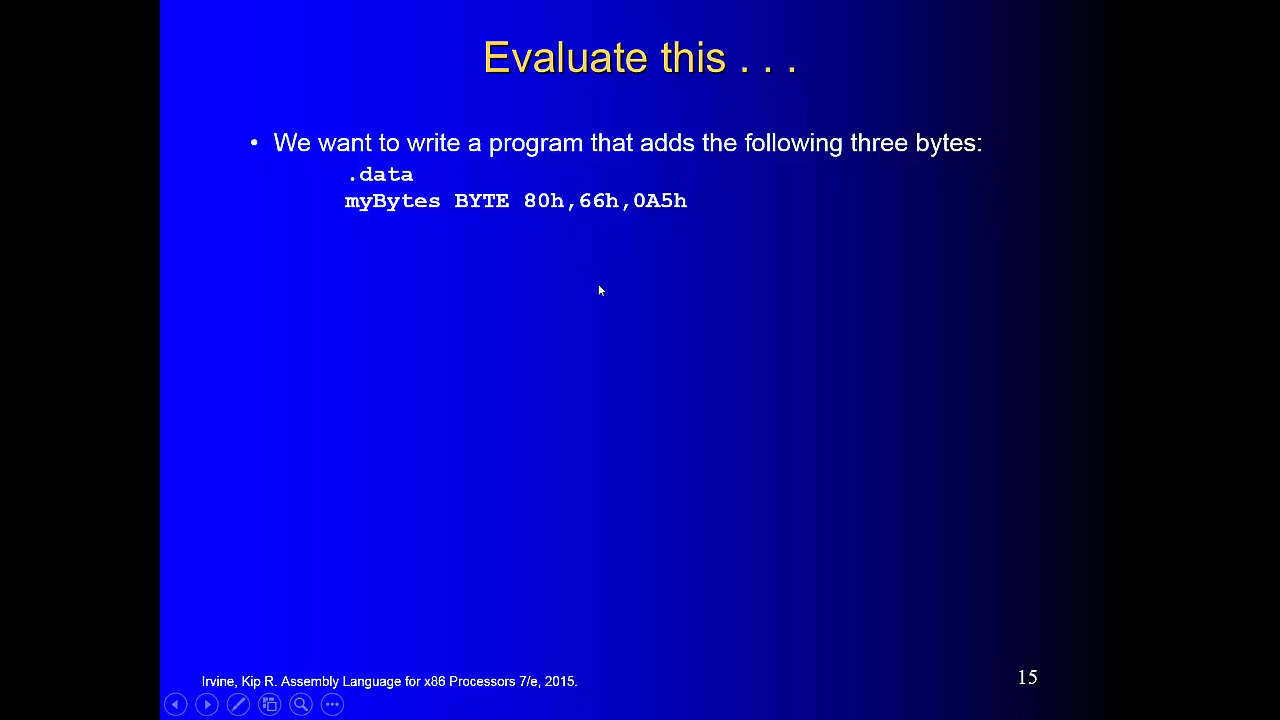 Evaluate this . . .
• We want to write a program that adds the following three bytes:
.data
myBytes BYTE 80h,66h,0A5h
Irvine, Kip R. Assembly Language for x86 Processors 7/e, 2015.
15